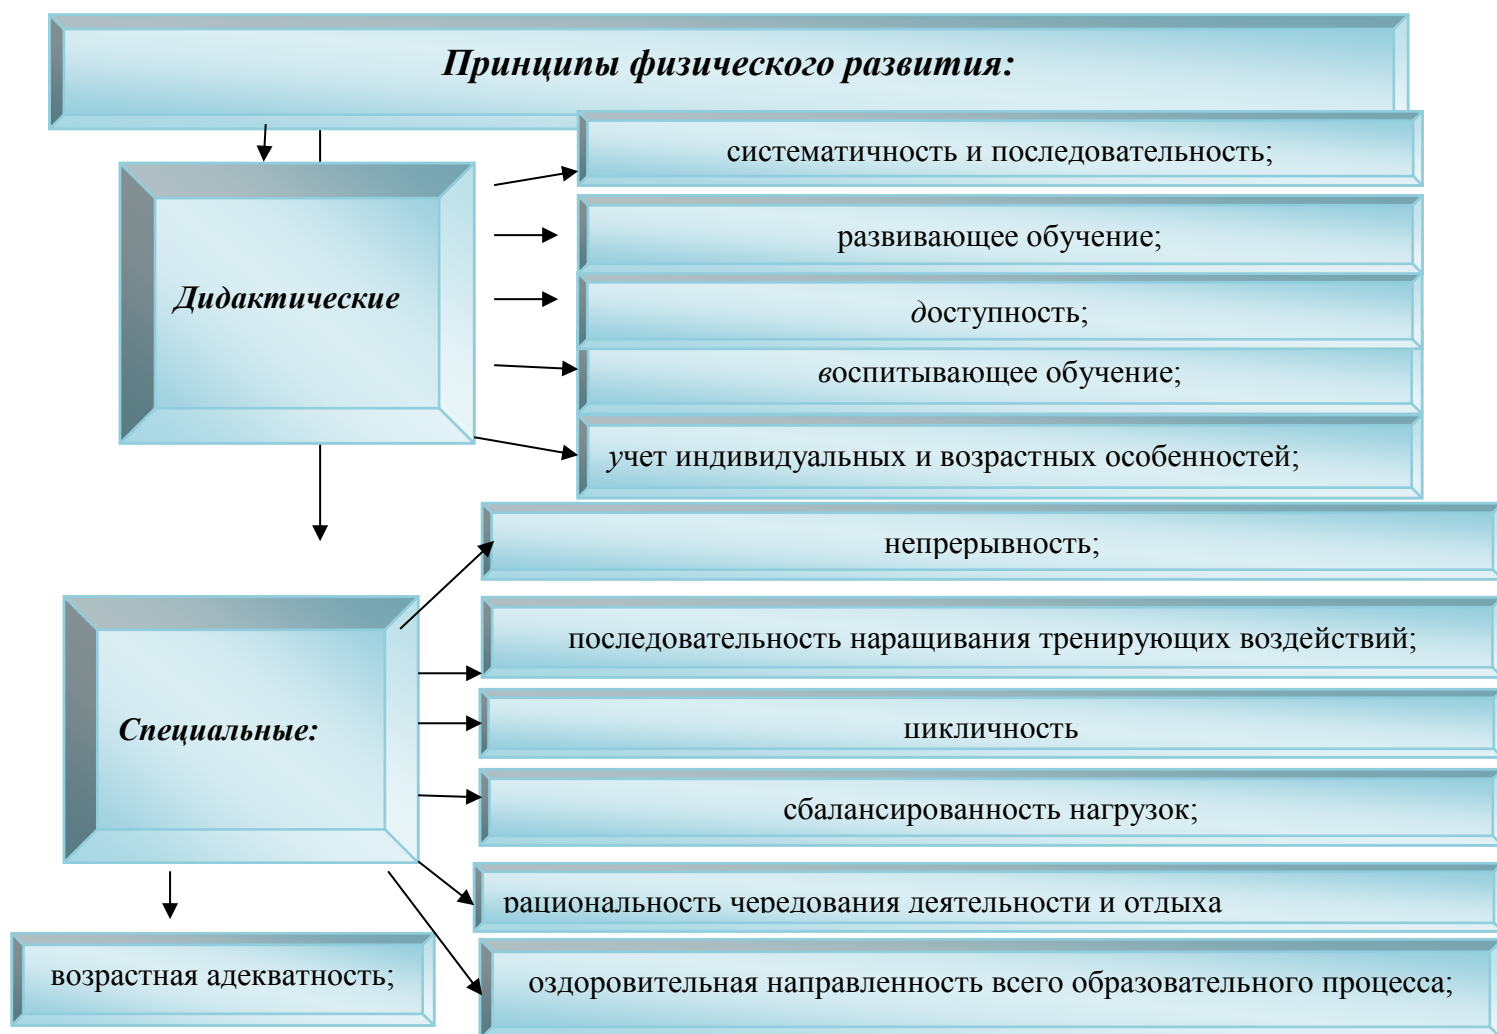 Принципы физического развития:
систематичность и последовательность;
развивающее обучение;
Дидактические
доступность;
воспитывающее обучение;
учет индивидуальных и возрастных особенностей;
непрерывность;
последовательность наращивания тренирующих воздействий;
Специальные:
цикличность
сбалансированность нагрузок;
рациональность чередования деятельности и отдыха
возрастная адекватность;
оздоровительная направленность всего образовательного процесса;